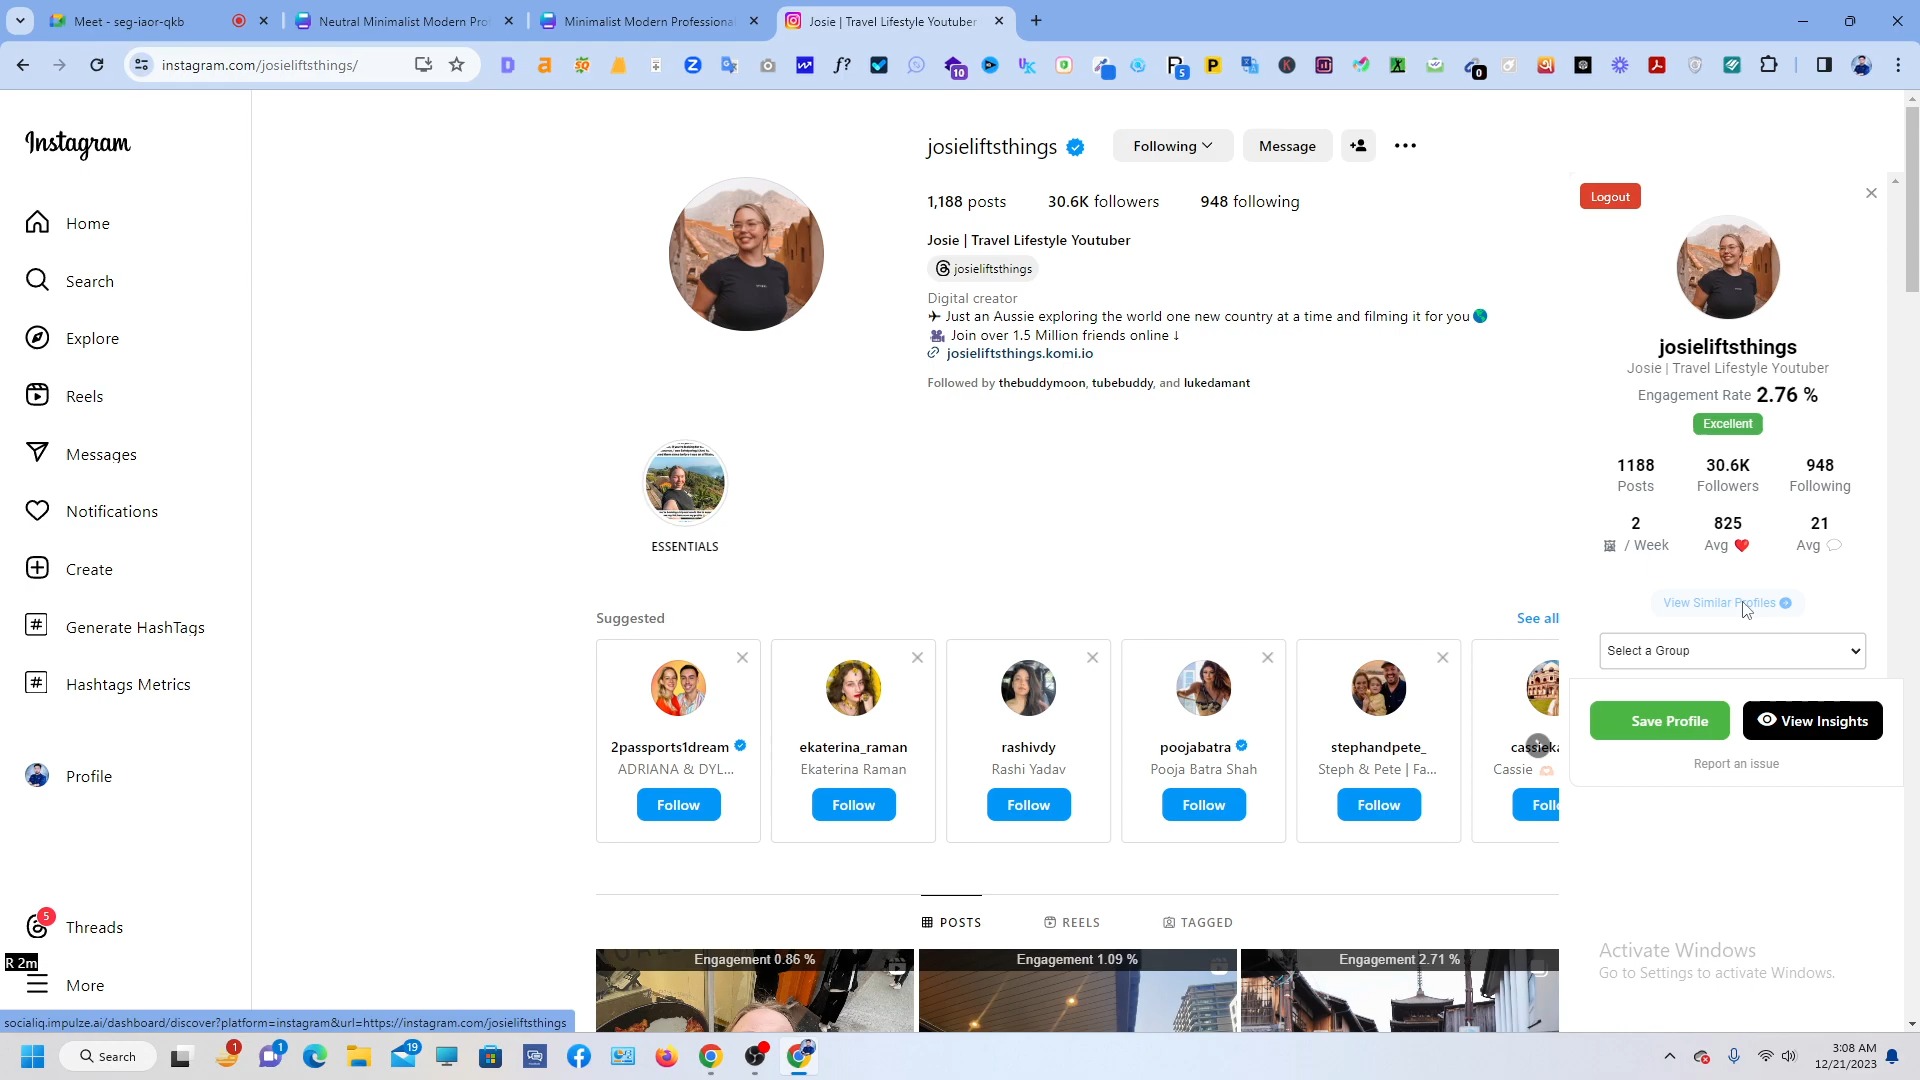 Meet - seg-iaor-qkb
Neutral Minimalist Modern Pro
Minimalist Modern Professiona
Josie | Travel Lifestyle Youtuber
instagram.com/josieliftsthings/
10
5
0
Instagram
Home
Search
Explore
Reels
Messages
Notifications
Create
Generate HashTags
Hashtags Metrics
Profile
5
Threads
R 2m
More
josieliftsthings
Following
Message
1,188 posts
30.6K followers
948 following
Josie | Travel Lifestyle Youtuber
josieliftsthings
Digital creator
✈ Just an Aussie exploring the world one new country at a time and filming it for you🌎
🎥 Join over 1.5 Million friends online ↓
josieliftsthings.komi.io
Followed by thebuddymoon, tubebuddy, and lukedamant
ESSENTIALS
Suggested
See all
2passports1dream
ADRIANA & DYL...
Follow
ekaterina_raman
Ekaterina Raman
Follow
rashivdy
Rashi Yadav
Follow
poojabatra
Pooja Batra Shah
Follow
stephandpete_
Steph & Pete | Fa...
Follow
Cassie
Foll
POSTS
REELS
TAGGED
Engagement 0.86 %
Engagement 1.09 %
Engagement 2.71 %
Logout
josieliftsthings
Josie | Travel Lifestyle Youtuber
Engagement Rate 2.76 %
Excellent
1188
Posts
30.6K
Followers
948
Following
2
/ Week
825
Avg ❤️
21
Avg 💬
View Similar Profiles
Select a Group
Save Profile
View Insights
Report an issue
Activate Windows
Go to Settings to activate Windows.
socialiq.impulze.ai/dashboard/discover?platform=instagram&url=https://instagram.com/josieliftsthings
Search
1
1
19
3:08 AM
12/21/2023